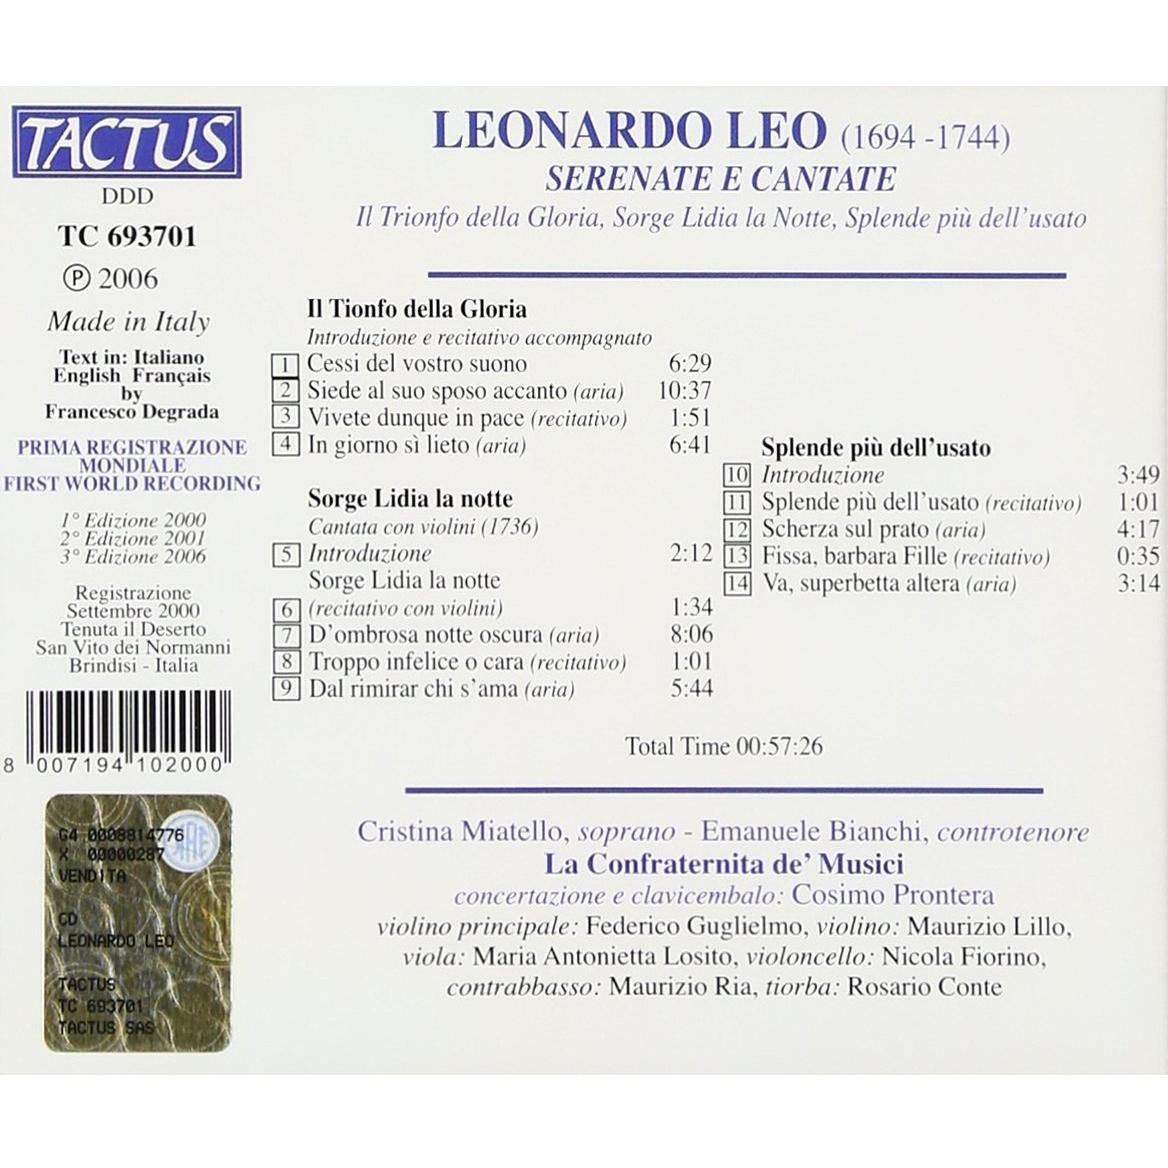 TACTUS
DDD
TC 693701
Ⓟ 2006
Made in Italy
Text in: Italiano
English Français
by
Francesco Degrada
PRIMA REGISTRAZIONE
MONDIALE
FIRST WORLD RECORDING
1° Edizione 2000
2° Edizione 2001
3° Edizione 2006
Registrazione
Settembre 2000
Tenuta il Deserto
San Vito dei Normanni
Brindisi - Italia
8 007194 102000
G4 0008814776
X 00000287
VENDITA
CD
LEONARDO LEO
TACTUS
TC 693701
TACTUS SAS
LEONARDO LEO (1694 -1744)
SERENATE E CANTATE
Il Trionfo della Gloria, Sorge Lidia la Notte, Splende più dell'usato
Il Tionfo della Gloria
Introduzione e recitativo accompagnato
1 Cessi del vostro suono 6:29
2 Siede al suo sposo accanto (aria) 10:37
3 Vivete dunque in pace (recitativo) 1:51
4 In giorno sì lieto (aria) 6:41
Sorge Lidia la notte
Cantata con violini (1736)
5 Introduzione 2:12
Sorge Lidia la notte
6 (recitativo con violini) 1:34
7 D'ombrosa notte oscura (aria) 8:06
8 Troppo infelice o cara (recitativo) 1:01
9 Dal rimirar chi s'ama (aria) 5:44
Splende più dell'usato
10 Introduzione 3:49
11 Splende più dell'usato (recitativo) 1:01
12 Scherza sul prato (aria) 4:17
13 Fissa, barbara Fille (recitativo) 0:35
14 Va, superbetta altera (aria) 3:14
Total Time 00:57:26
Cristina Miatello, soprano - Emanuele Bianchi, controtenore
La Confraternita de' Musici
concertazione e clavicembalo: Cosimo Prontera
violino principale: Federico Guglielmo, violino: Maurizio Lillo,
viola: Maria Antonietta Losito, violoncello: Nicola Fiorino,
contrabbasso: Maurizio Ria, tiorba: Rosario Conte